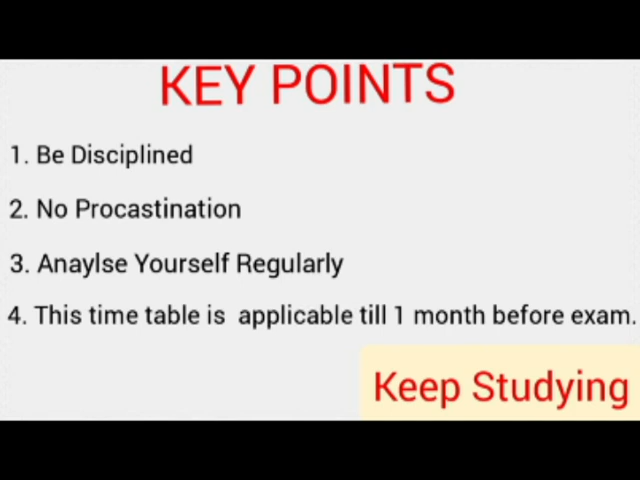 KEY POINTS
1. Be Disciplined
2. No Procastination
3. Anaylse Yourself Regularly
4. This time table is applicable till 1 month before exam.
Keep Studying